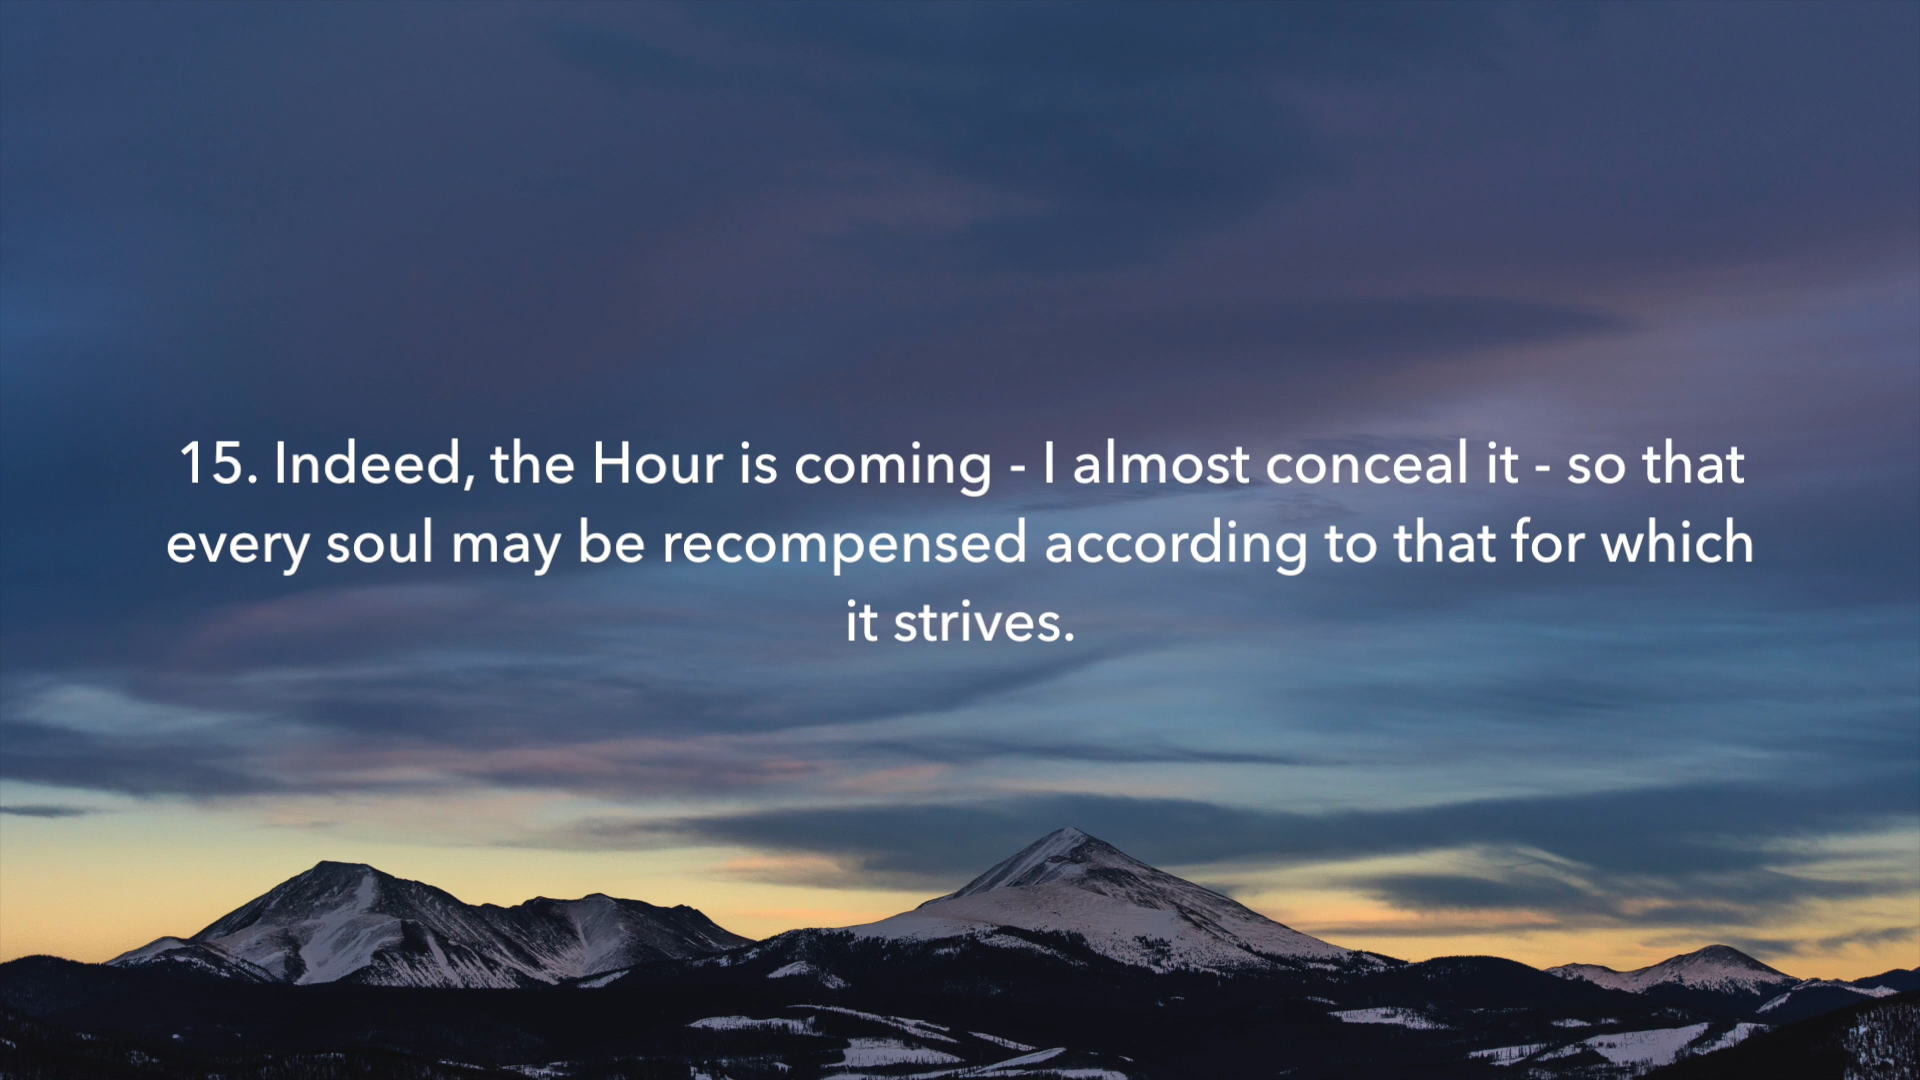 15. Indeed, the Hour is coming - I almost conceal it - so that
every soul may be recompensed according to that for which
it strives.